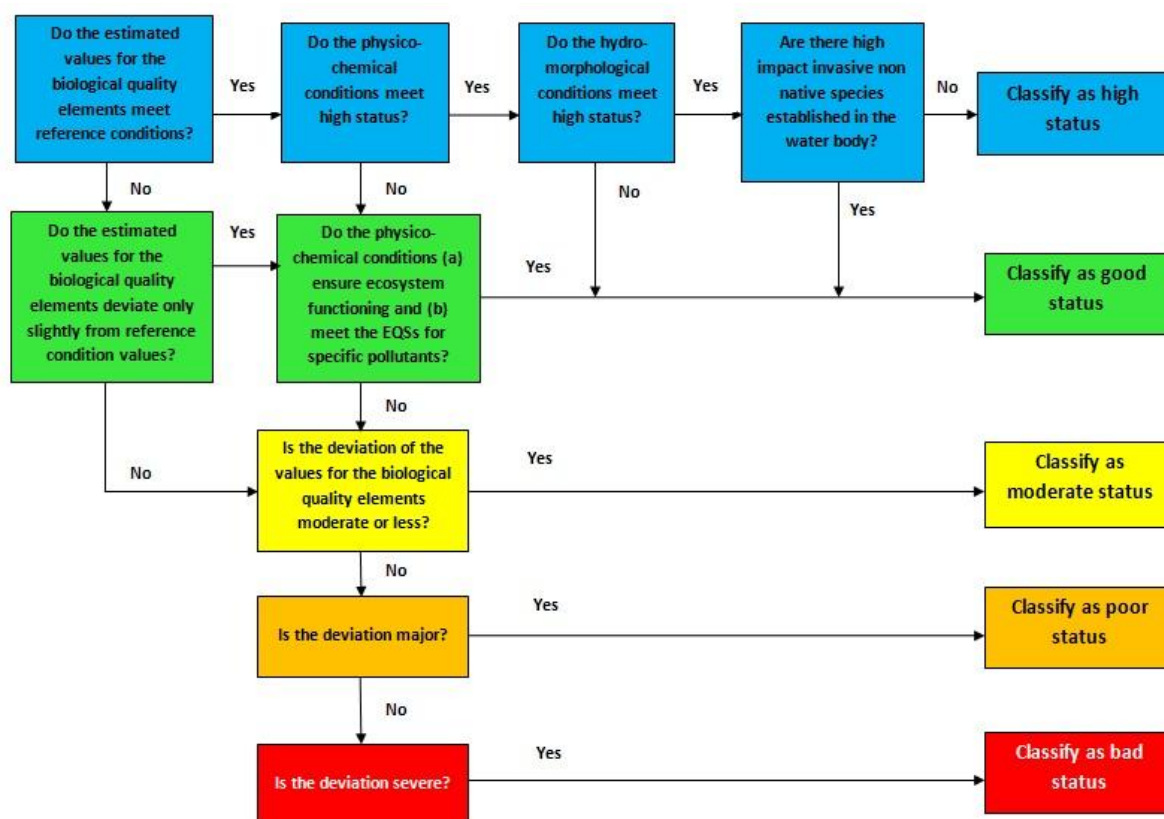 Do the estimated
values for the
biological quality
elements meet
reference conditions?
Yes
Do the physico-
chemical
conditions meet
high status?
Yes
Do the hydro-
morphological
conditions meet
high status?
Yes
Are there high
impact invasive non
native species
established in the
water body?
No
Classify as high
status
No
No
No
Yes
Do the estimated
values for the
biological quality
elements deviate only
slightly from reference
condition values?
Yes
Do the physico-
chemical conditions (a)
ensure ecosystem
functioning and (b)
meet the EQSs for
specific pollutants?
Yes
Classify as good
status
No
No
Is the deviation of the
values for the biological
quality elements
moderate or less?
Yes
Classify as
moderate status
No
Is the deviation major?
Yes
Classify as poor
status
No
Is the deviation severe?
Yes
Classify as bad
status